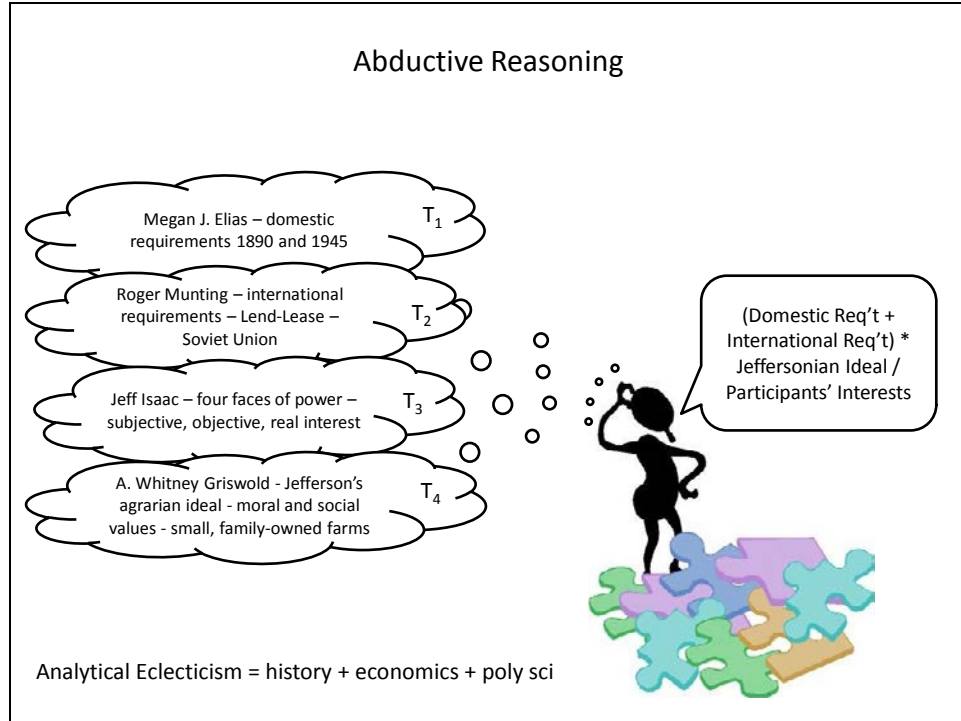 Abductive Reasoning
Megan J. Elias – domestic
requirements 1890 and 1945
T1
Roger Munting – international
requirements – Lend-Lease –
Soviet Union
T2
Jeff Isaac – four faces of power –
subjective, objective, real interest
T3
A. Whitney Griswold - Jefferson's
agrarian ideal - moral and social
values - small, family-owned farms
T4
(Domestic Req't +
International Req't) *
Jeffersonian Ideal /
Participants' Interests
Analytical Eclecticism = history + economics + poly sci